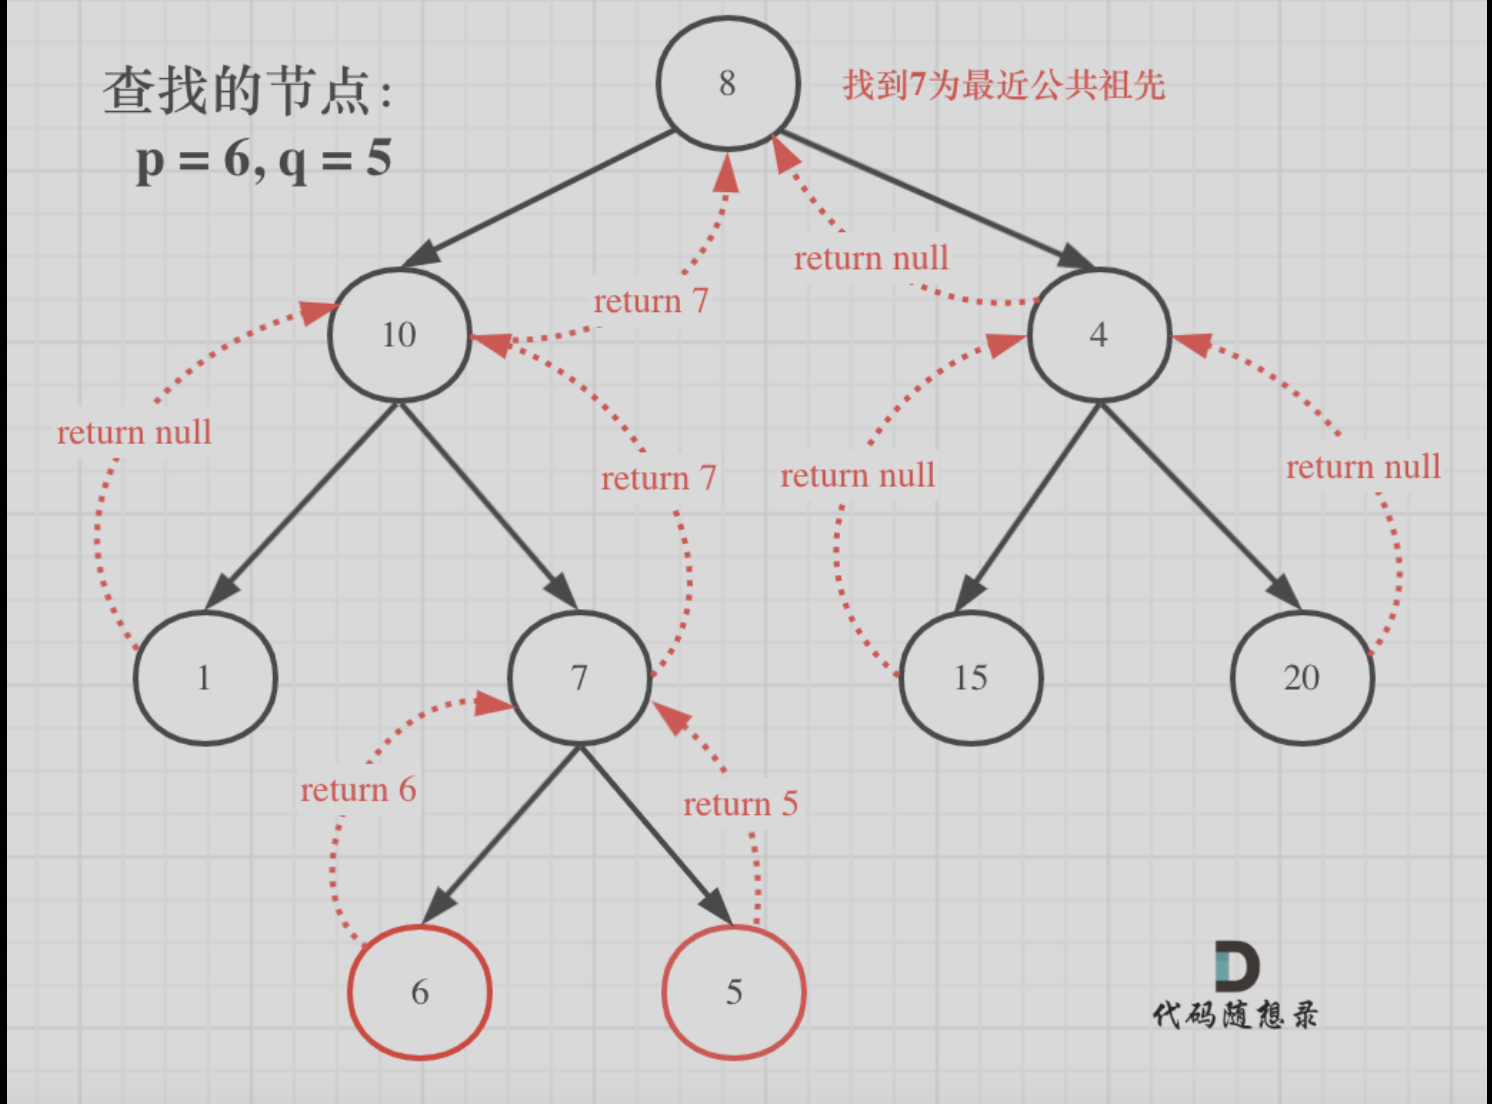 查找的节点:
p = 6, q = 5
8
找到7为最近公共祖先
return null
return 7
10
4
return null
return 7
return null
return null
1
7
15
20
return 6
return 5
6
5
代码随想录